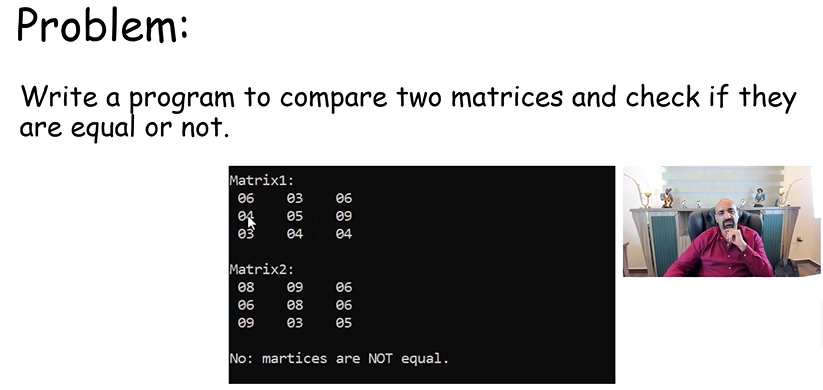 Problem:
Write a program to compare two matrices and check if they
are equal or not.
Matrix1:
06 03 06
04 05 09
03 04 04
Matrix2:
08 09 06
06 08 06
09 03 05
No: martices are NOT equal.